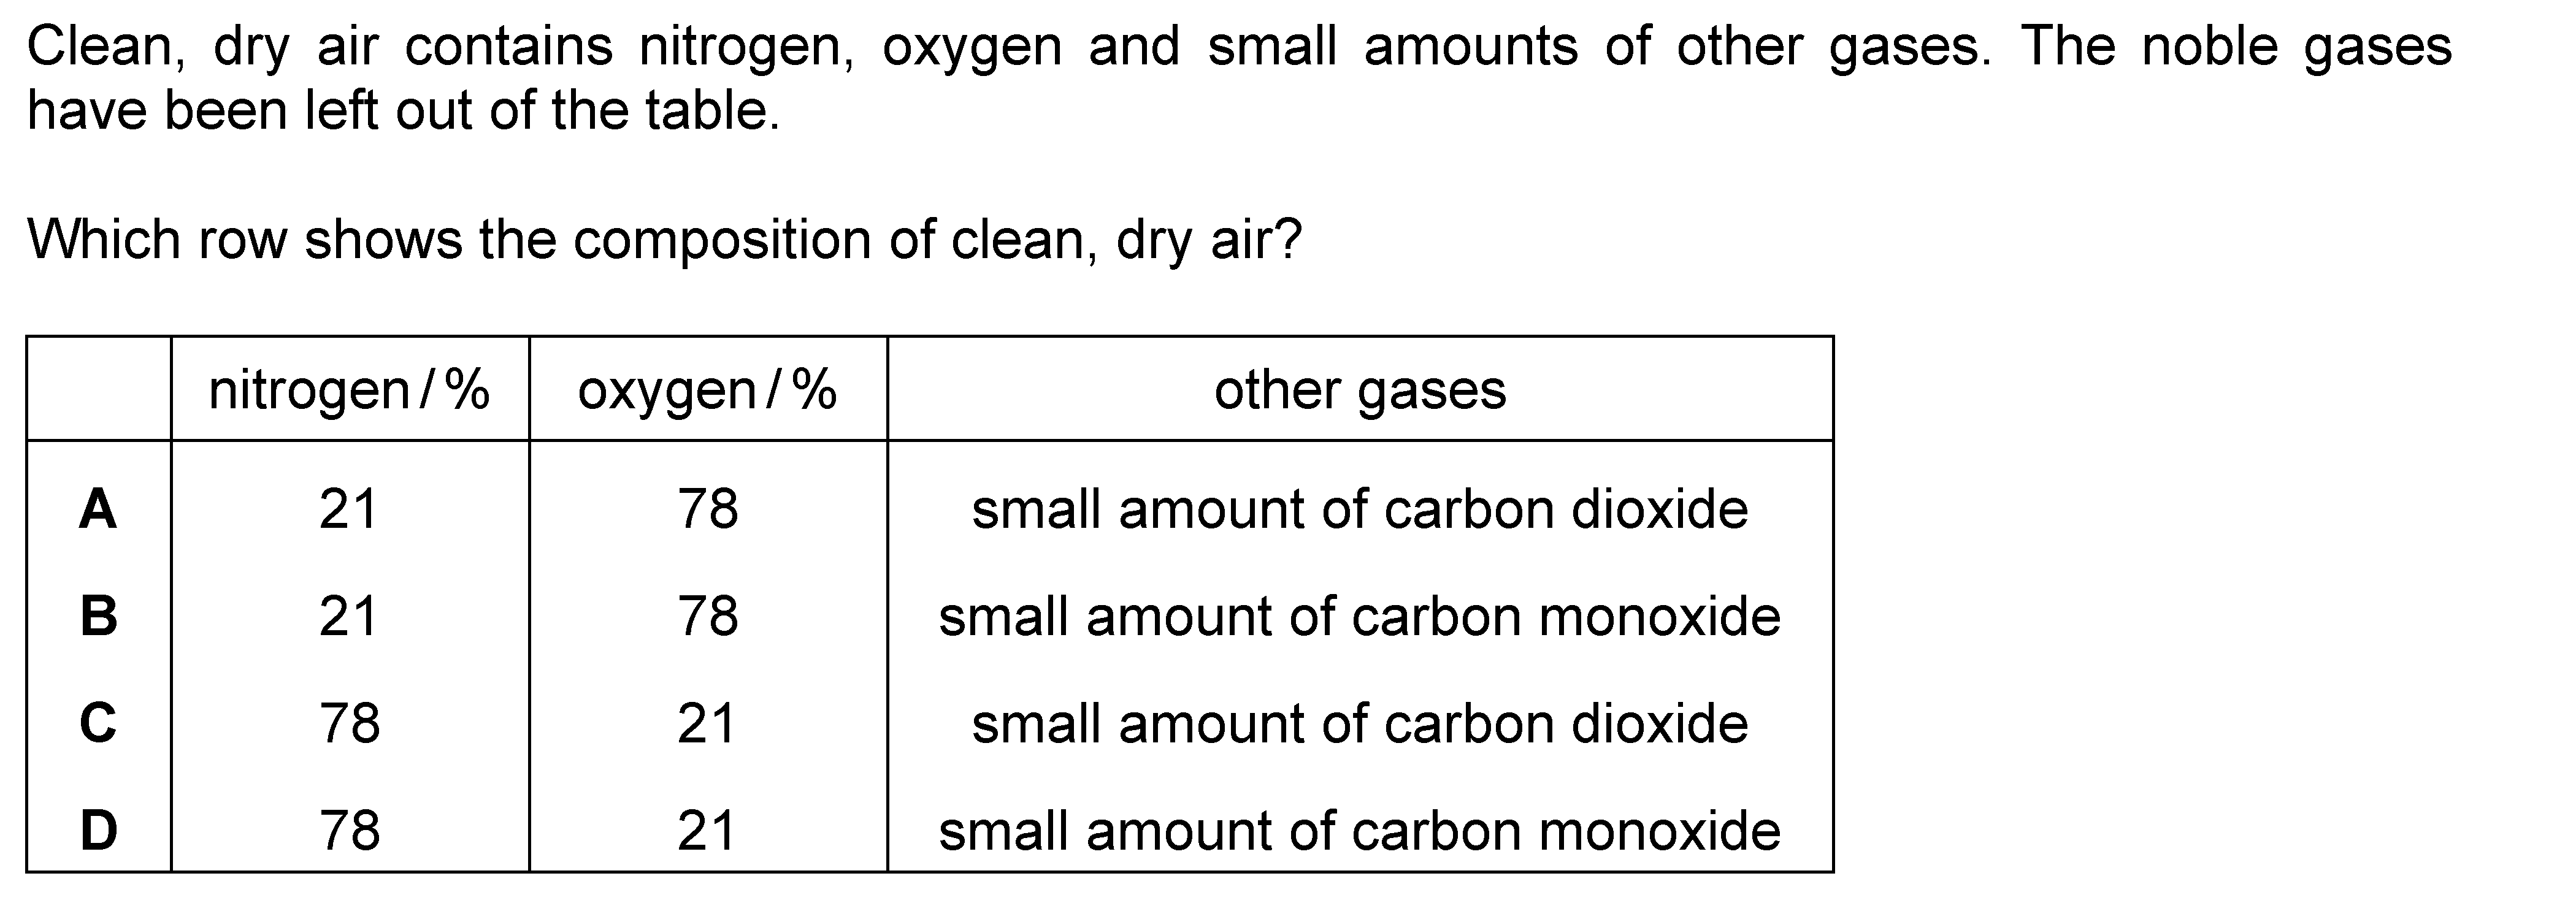 Clean, dry air contains nitrogen, oxygen and small amounts of other gases. The noble gases
have been left out of the table.
Which row shows the composition of clean, dry air?
nitrogen / % oxygen / % other gases
A 21 78 small amount of carbon dioxide
B 21 78 small amount of carbon monoxide
C 78 21 small amount of carbon dioxide
D 78 21 small amount of carbon monoxide